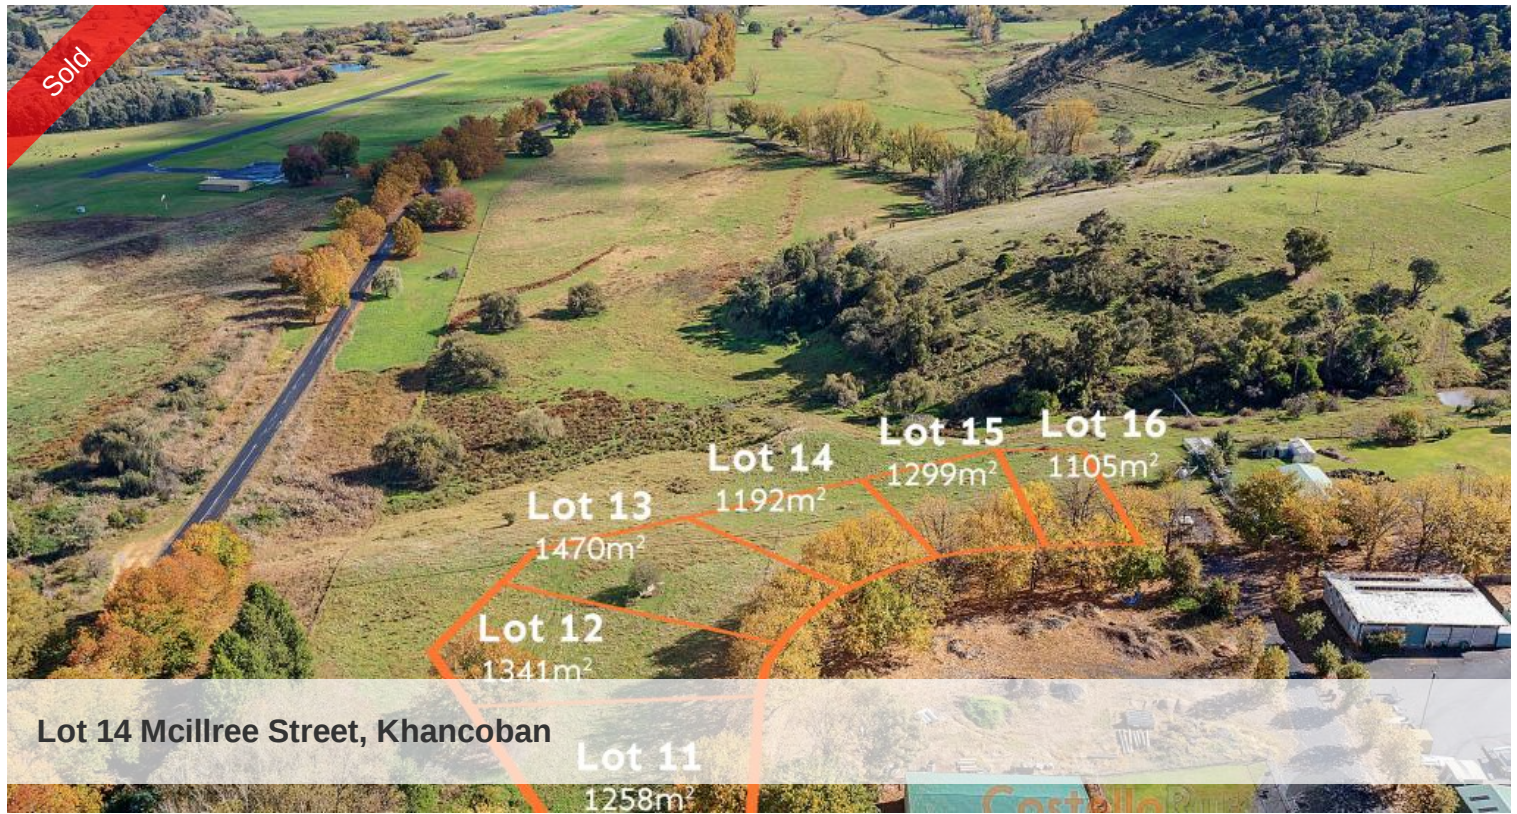 Sold
Lot 16
1105m²
Lot 15
1299m²
Lot 14
1192m²
Lot 13
1470m²
Lot 12
1341m²
Lot 14 Mcillree Street, Khancoban
Lot 11
1258m²
Costello